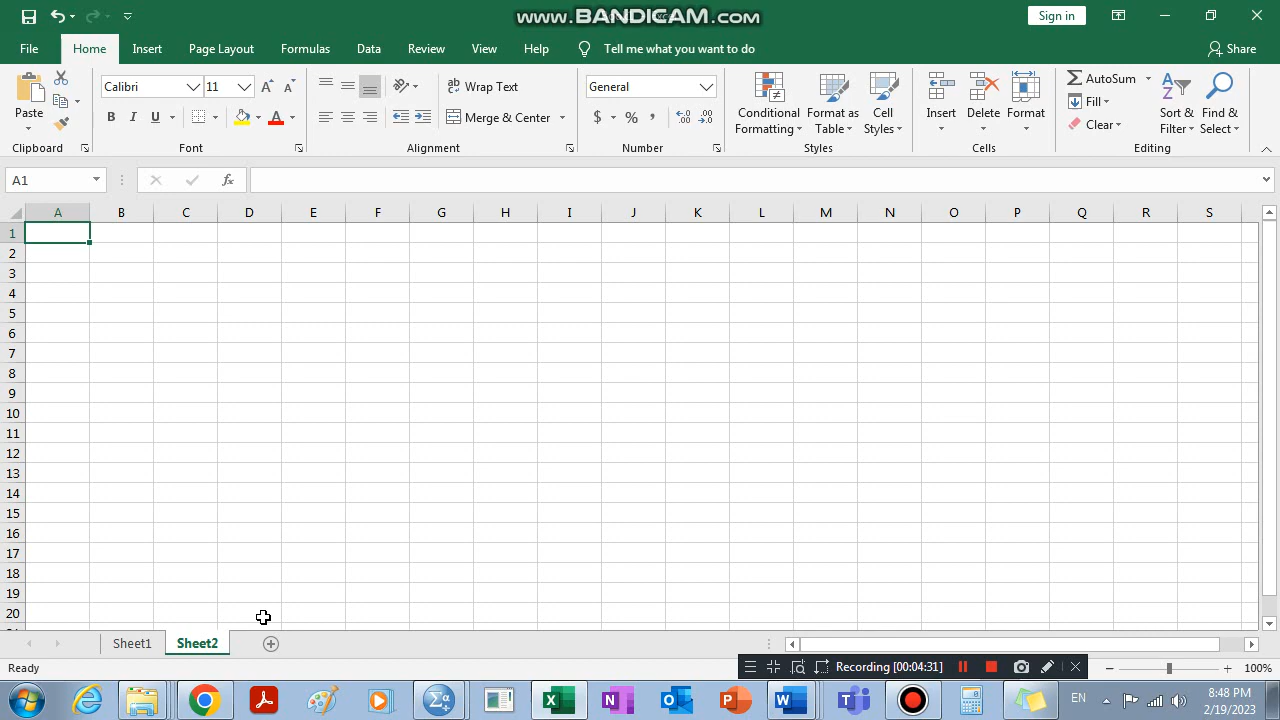 www.BANDICAM.com
Sign in
File Home Insert Page Layout Formulas Data Review View Help Tell me what you want to do Share
Paste
Calibri 11
Wrap Text
General
Conditional Formatting
Format as Table
Cell Styles
Insert Delete Format
AutoSum
Fill
Clear
Sort & Filter
Find & Select
B I U
Merge & Center
$ % ,
Clipboard Font Alignment Number Styles Cells Editing
A1 fx
A B C D E F G H I J K L M N O P Q R S
1
2
3
4
5
6
7
8
9
10
11
12
13
14
15
16
17
18
19
20
Sheet1 Sheet2
Ready
Recording [00:04:31]
100%
EN
8:48 PM
2/19/2023